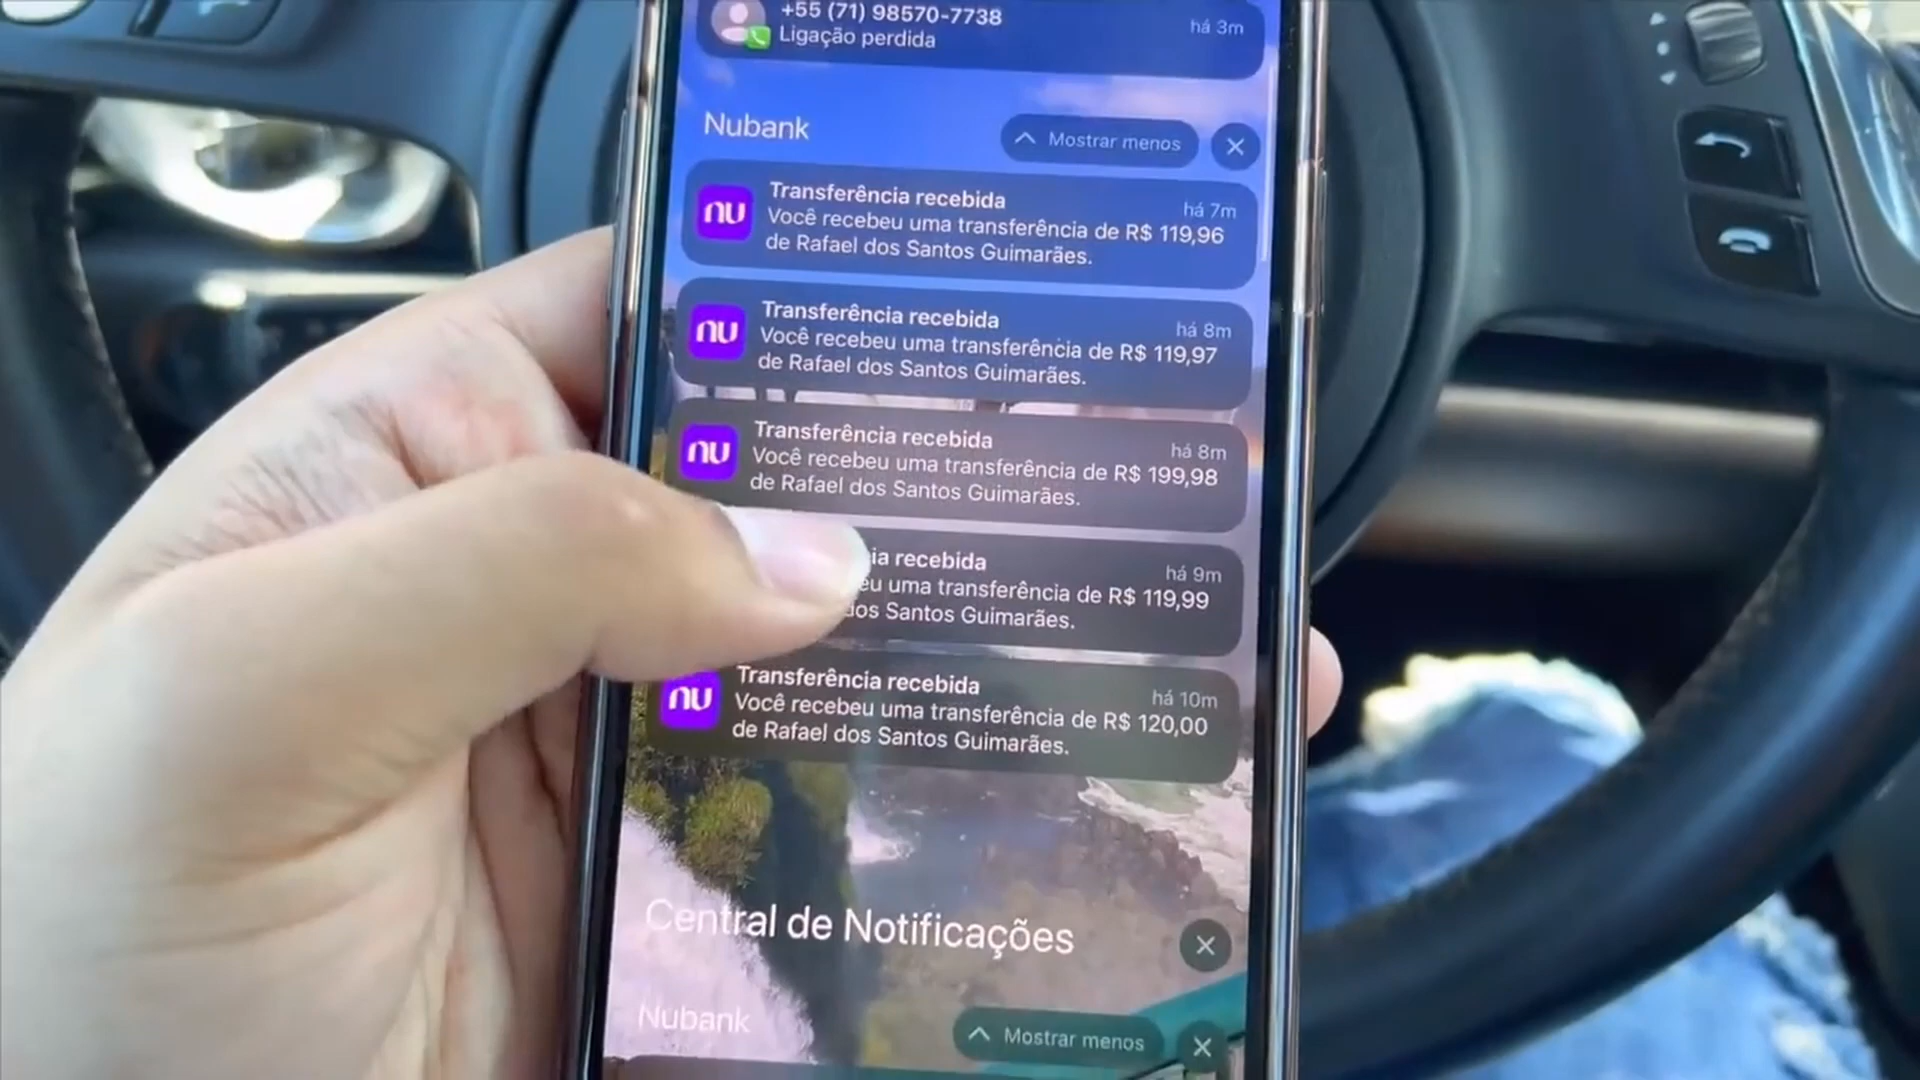 +55 (71) 98570-7738
há 3m
Ligação perdida
Nubank
Mostrar menos
Transferência recebida
há 7m
Você recebeu uma transferência de R$ 119,96
de Rafael dos Santos Guimarães.
Transferência recebida
há 8m
Você recebeu uma transferência de R$ 119,97
de Rafael dos Santos Guimarães.
Transferência recebida
há 8m
Você recebeu uma transferência de R$ 199,98
de Rafael dos Santos Guimarães.
ia recebida
há 9m
eu uma transferência de R$ 119,99
dos Santos Guimarães.
Transferência recebida
há 10m
Você recebeu uma transferência de R$ 120,00
de Rafael dos Santos Guimarães.
Central de Notificações
Nubank
Mostrar menos